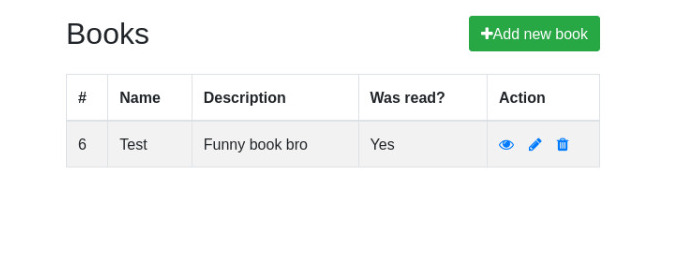 Books
Add new book
# Name Description Was read? Action
6 Test Funny book bro Yes